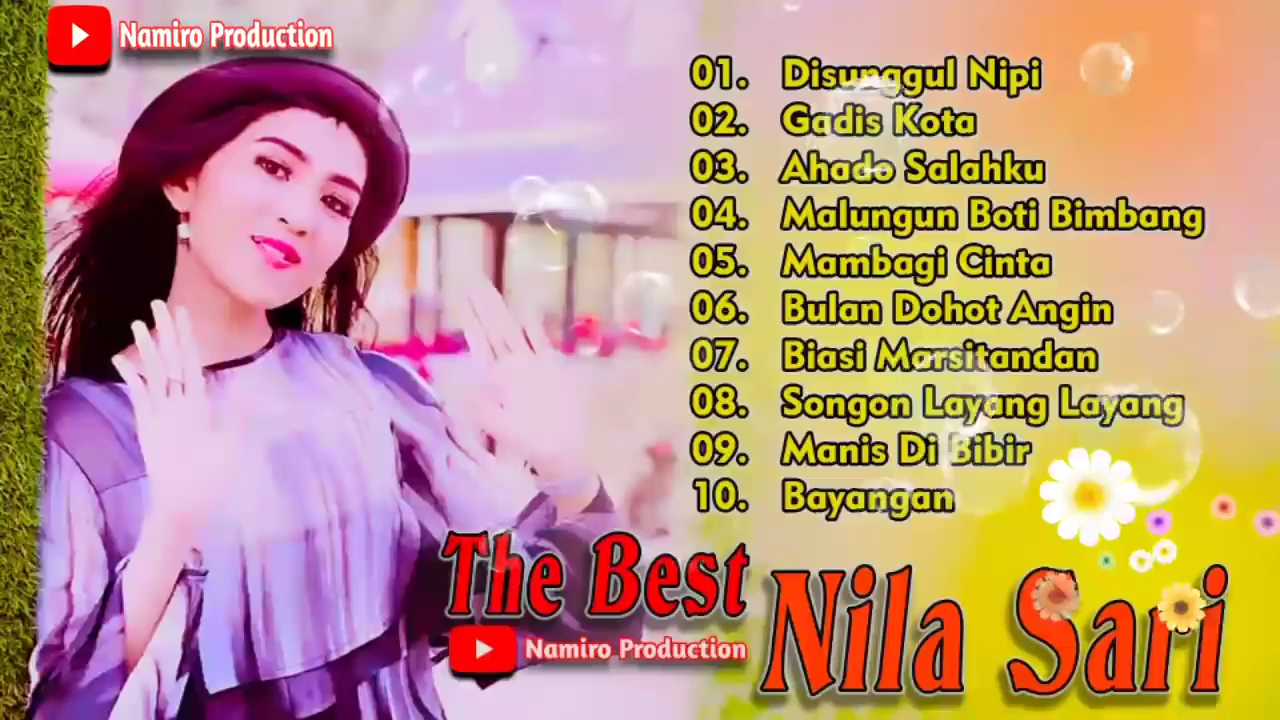 Namiro Production
01. Disunggul Nipi
02. Gadis Kota
03. Ahado Salahku
04. Malungun Boti Bimbang
05. Mambagi Cinta
06. Bulan Dohot Angin
07. Biasi Marsitandan
08. Songon Layang Layang
09. Manis Di Bibir
10. Bayangan
The Best
Nila Sari
Namiro Production